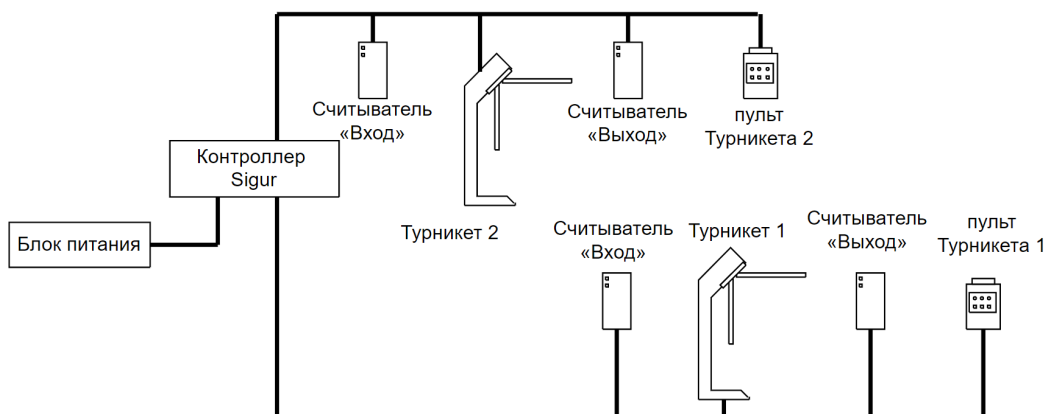 Считыватель
«Вход»
Считыватель
«Выход»
пульт
Турникета 2
Контроллер
Sigur
Блок питания
Турникет 2
Считыватель
«Вход»
Турникет 1
Считыватель
«Выход»
пульт
Турникета 1